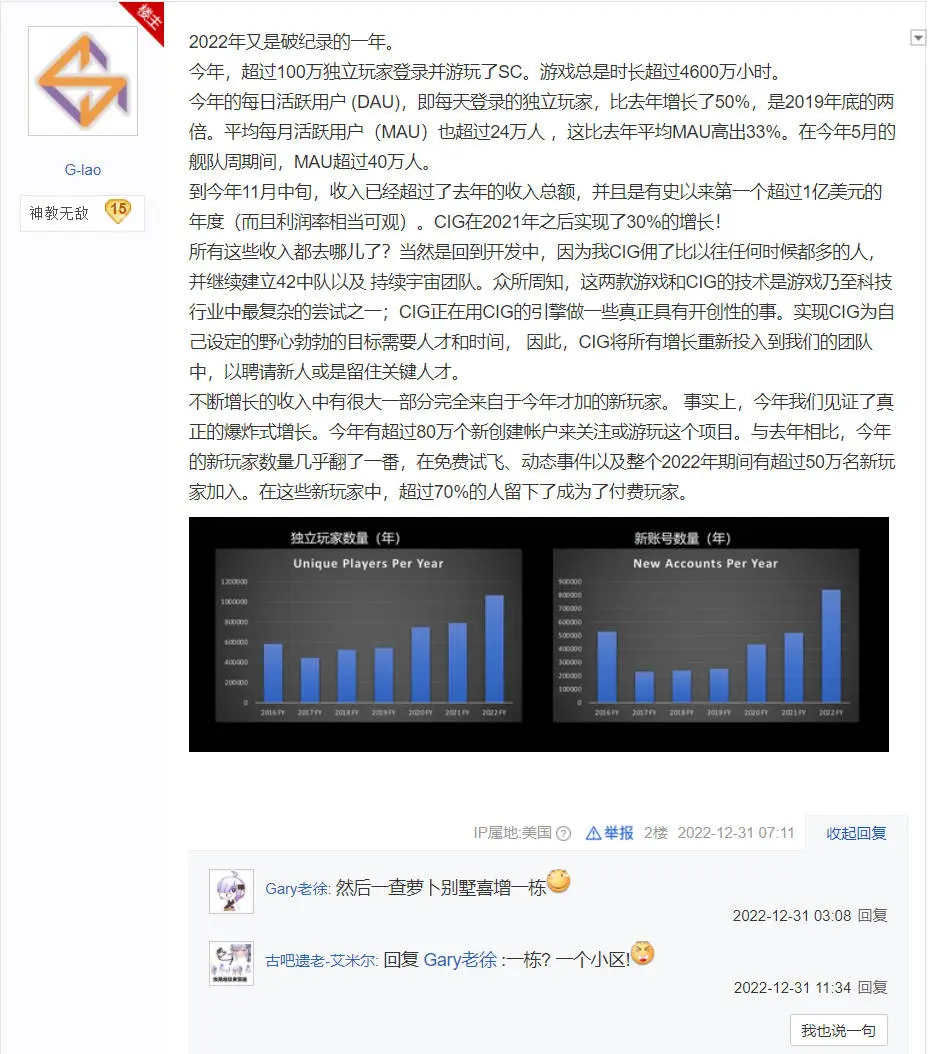 楼主
G-lao
神教无敌 15
2022年又是破纪录的一年。
今年，超过100万独立玩家登录并游玩了SC。游戏总是时长超过4600万小时。
今年的每日活跃用户 (DAU)，即每天登录的独立玩家，比去年增长了50%，是2019年底的两
倍。平均每月活跃用户（MAU）也超过24万人 ，这比去年平均MAU高出33%。在今年5月的
舰队周期间，MAU超过40万人。
到今年11月中旬，收入已经超过了去年的收入总额，并且是有史以来第一个超过1亿美元的
年度（而且利润率相当可观）。CIG在2021年之后实现了30%的增长！
所有这些收入都去哪儿了？当然是回到开发中，因为我CIG佣了比以往任何时候都多的人，
并继续建立42中队以及 持续宇宙团队。众所周知，这两款游戏和CIG的技术是游戏乃至科技
行业中最复杂的尝试之一；CIG正在用CIG的引擎做一些真正具有开创性的事。实现CIG为自
己设定的野心勃勃的目标需要人才和时间， 因此，CIG将所有增长重新投入到我们的团队
中，以聘请新人或是留住关键人才。
不断增长的收入中有很大一部分完全来自于今年才加的新玩家。 事实上，今年我们见证了真
正的爆炸式增长。今年有超过80万个新创建帐户来关注或游玩这个项目。与去年相比，今年
的新玩家数量几乎翻了一番，在免费试飞、动态事件以及整个2022年期间有超过50万名新玩
家加入。在这些新玩家中，超过70%的人留下了成为了付费玩家。
独立玩家数量（年）
Unique Players Per Year
1200000
1000000
800000
600000
400000
200000
0
2016 FY 2017 FY 2018 FY 2019 FY 2020 FY 2021 FY 2022 FY
新账号数量（年）
New Accounts Per Year
900000
800000
700000
600000
500000
400000
300000
200000
100000
0
2016 FY 2017 FY 2018 FY 2019 FY 2020 FY 2021 FY 2022 FY
IP属地:美国 举报 2楼 2022-12-31 07:11 收起回复
Gary老徐: 然后一查萝卜别墅喜增一栋
2022-12-31 03:08 回复
古吧遗老-艾米尔: 回复 Gary老徐 :一栋? 一个小区!
2022-12-31 11:34 回复
我也说一句